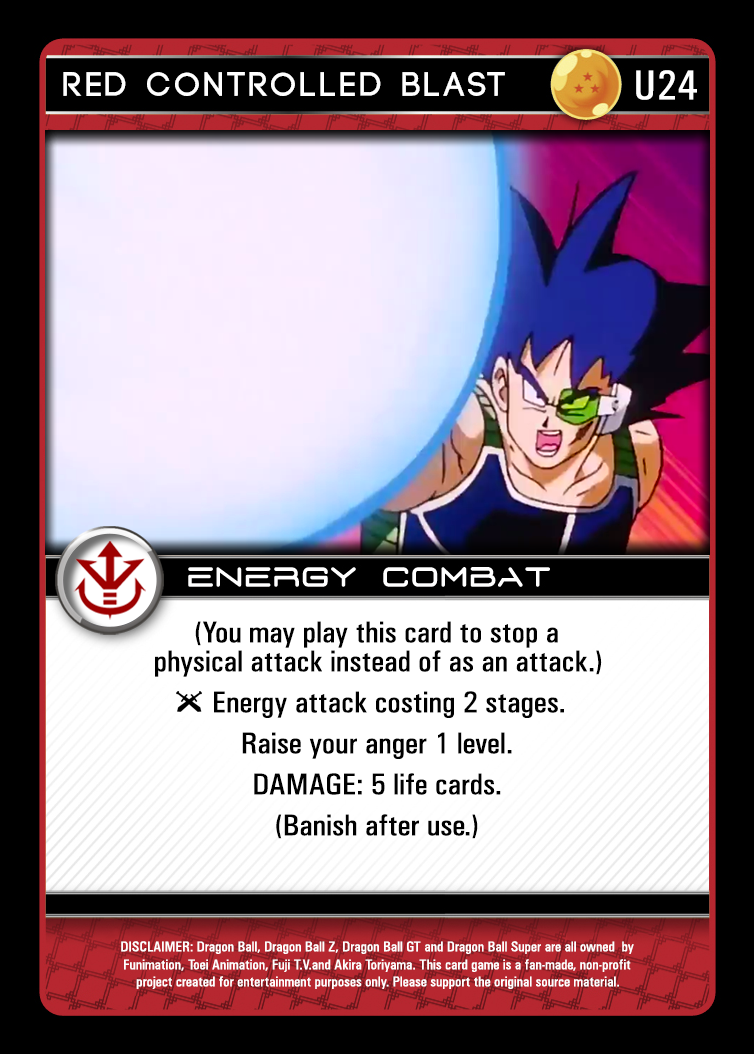 RED CONTROLLED BLAST U24
ENERGY COMBAT
(You may play this card to stop a
physical attack instead of as an attack.)
Energy attack costing 2 stages.
Raise your anger 1 level.
DAMAGE: 5 life cards.
(Banish after use.)
DISCLAIMER: Dragon Ball, Dragon Ball Z, Dragon Ball GT and Dragon Ball Super are all owned by
Funimation, Toei Animation, Fuji T.V.and Akira Toriyama. This card game is a fan-made, non-profit
project created for entertainment purposes only. Please support the original source material.